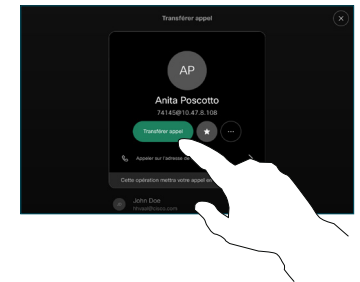 Transférer appel
AP
Anita Poscotto
74145@10.47.8.108
Transférer appel
Appeler sur l'adresse de
Cette opération mettra votre appel en
John Doe